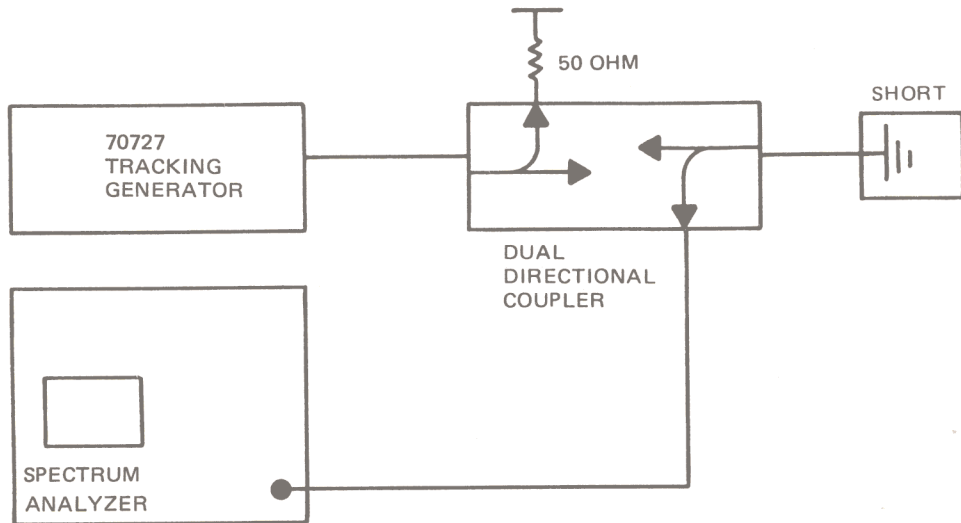 50 OHM
SHORT
70727
TRACKING
GENERATOR
DUAL
DIRECTIONAL
COUPLER
SPECTRUM
ANALYZER